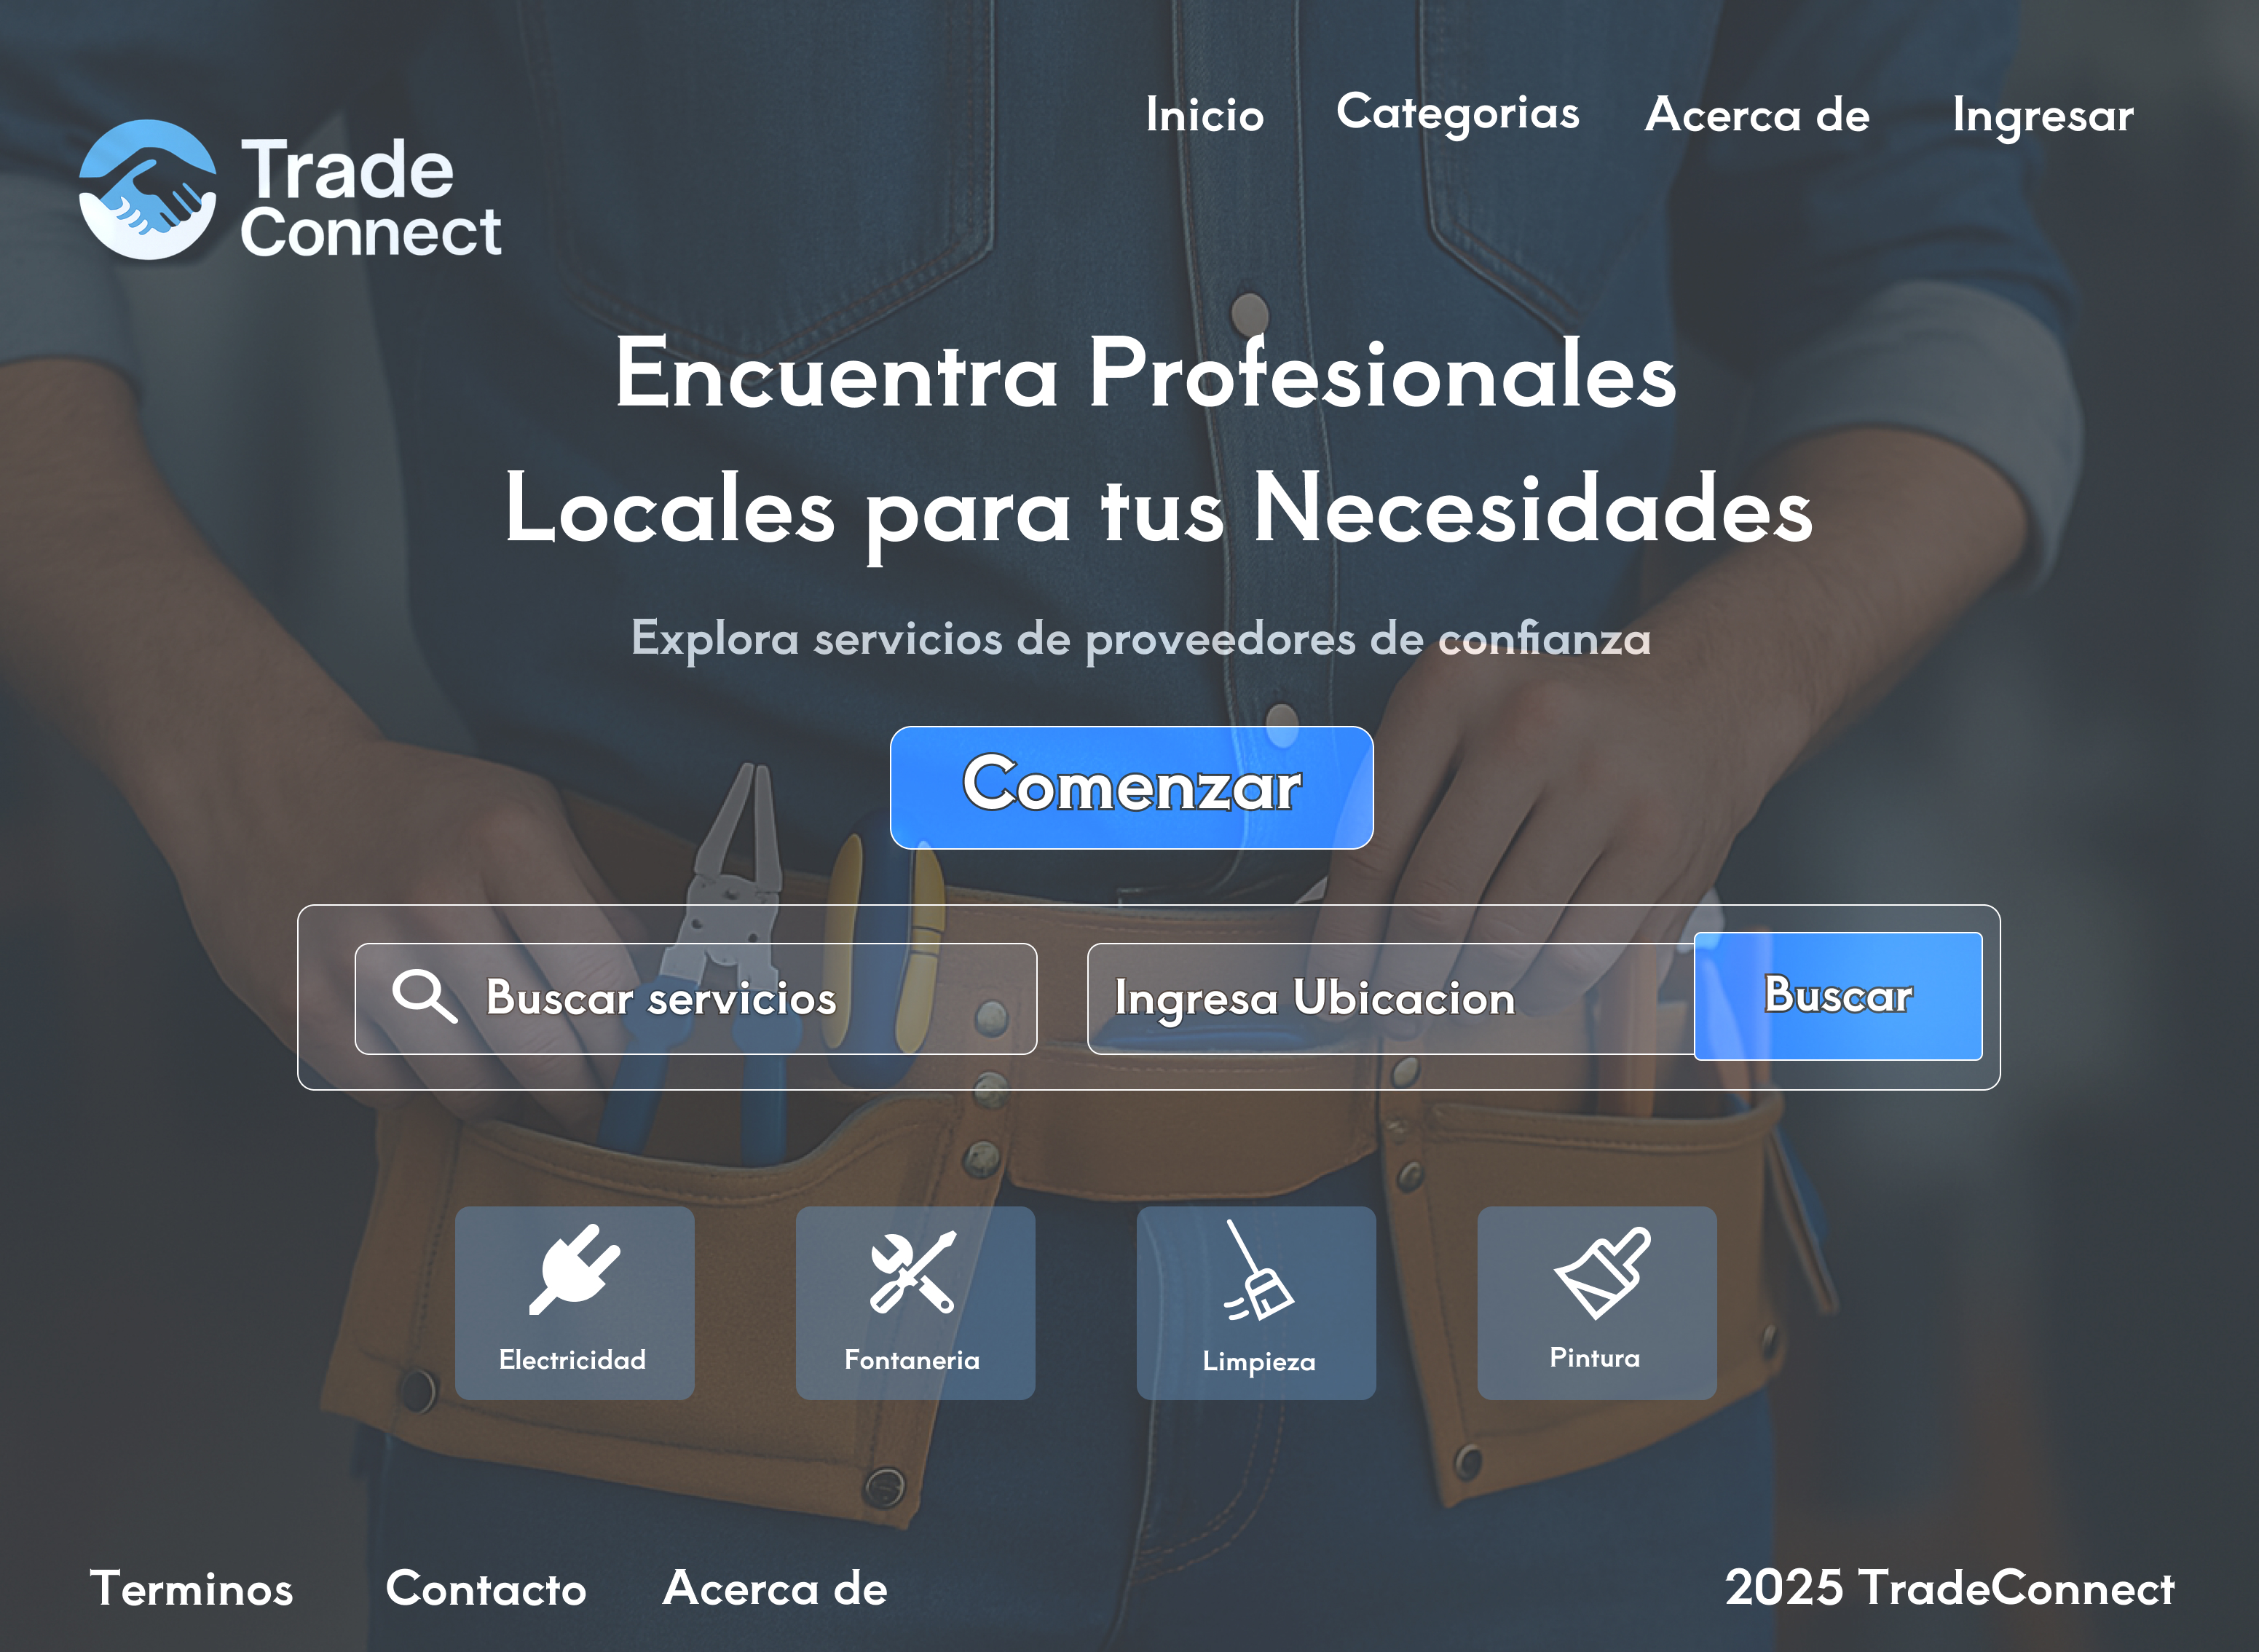 Trade
Connect
Inicio
Categorias
Acerca de
Ingresar
Encuentra Profesionales
Locales para tus Necesidades
Explora servicios de proveedores de confianza
Comenzar
Buscar servicios
Ingresa Ubicacion
Buscar
Electricidad
Fontaneria
Limpieza
Pintura
Terminos
Contacto
Acerca de
2025 TradeConnect